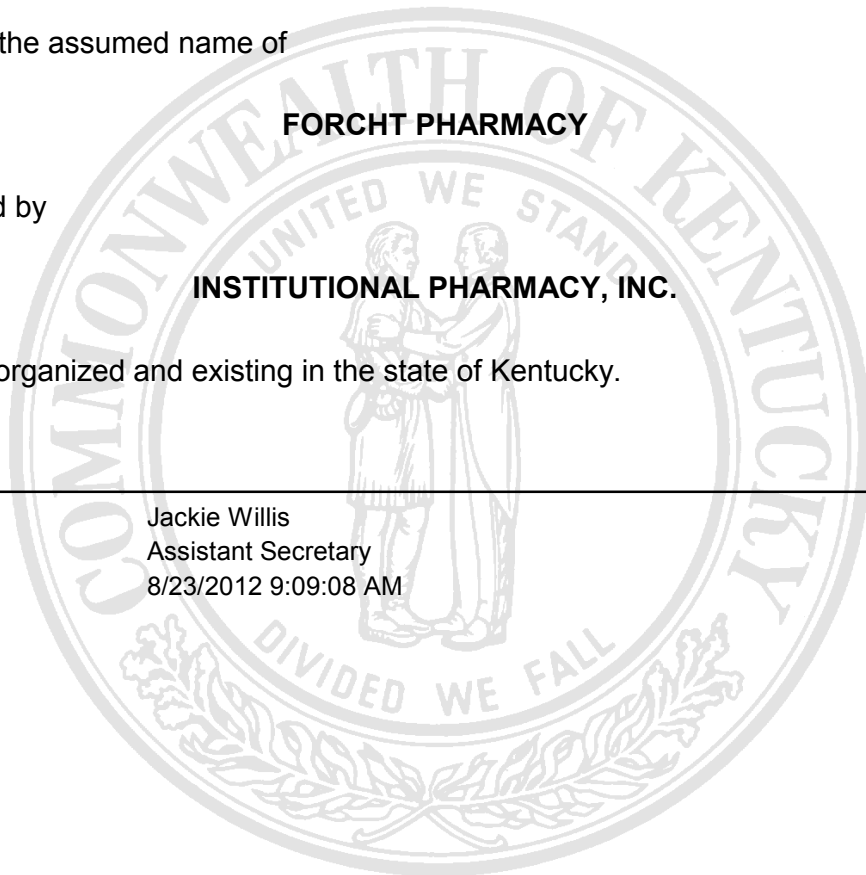 the assumed name of
FORCHT PHARMACY
d by
INSTITUTIONAL PHARMACY, INC.
organized and existing in the state of Kentucky.
Jackie Willis
Assistant Secretary
8/23/2012 9:09:08 AM
COMMONWEALTH OF KENTUCKY
UNITED WE STAND
DIVIDED WE FALL